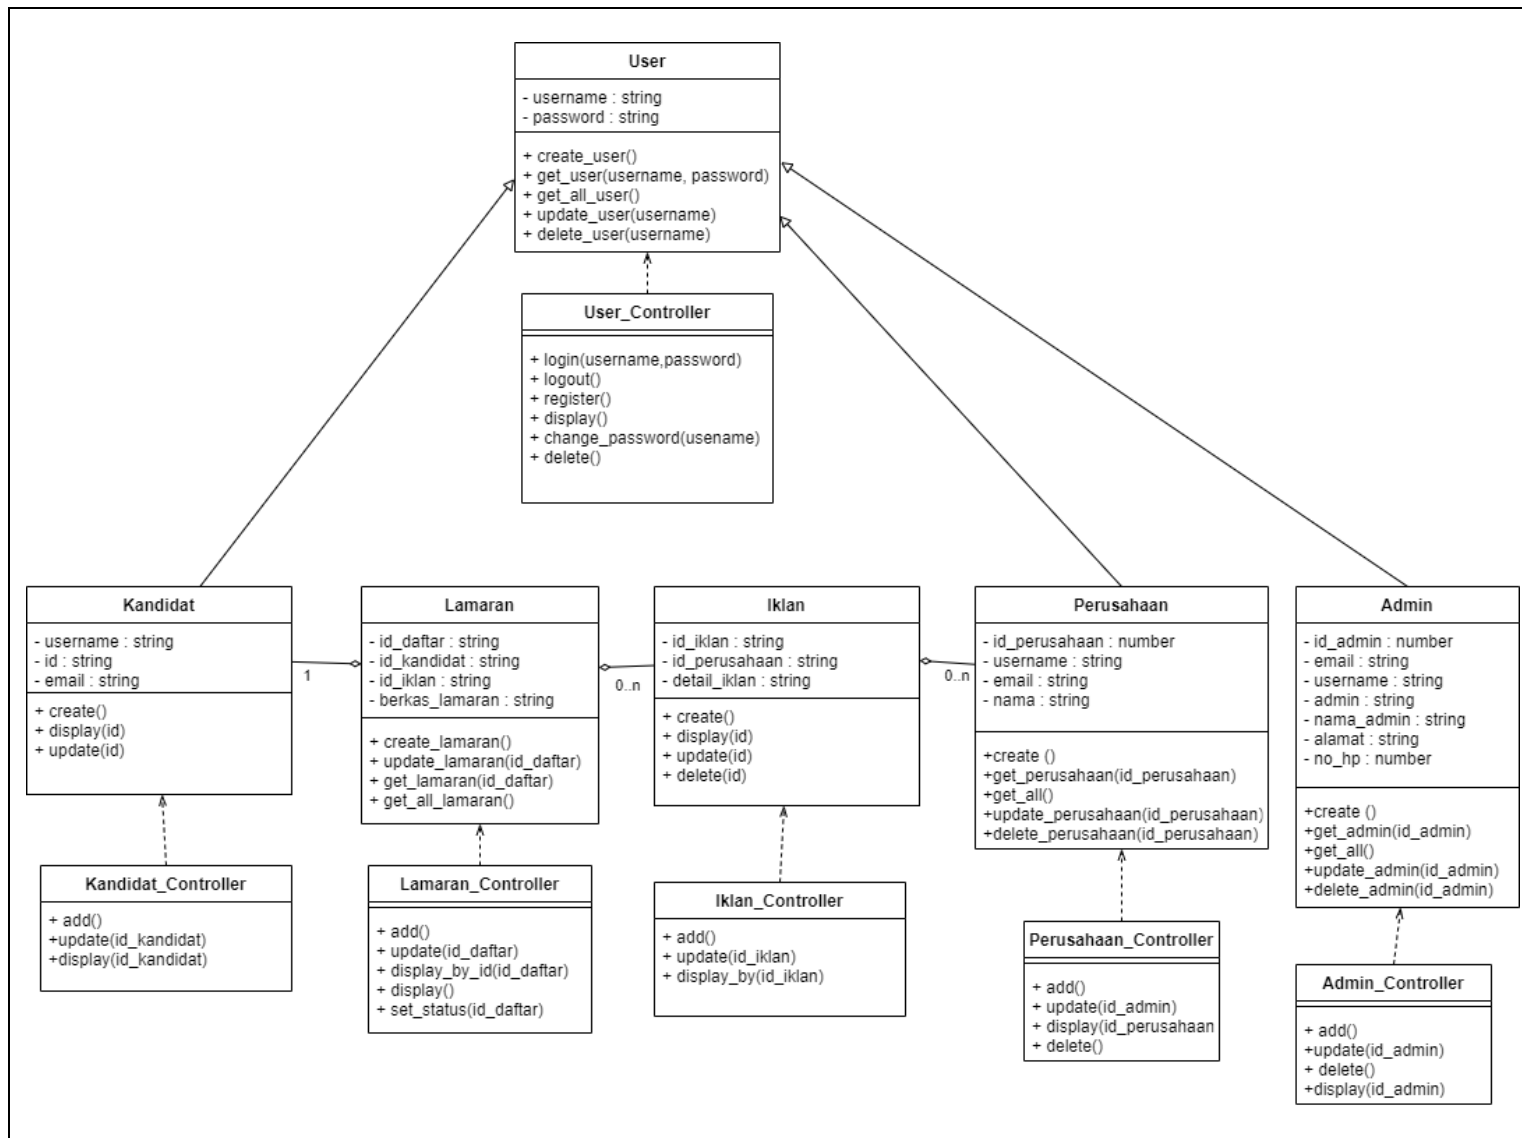 User
- username : string
- password : string
+ create_user()
+ get_user(username, password)
+ get_all_user()
+ update_user(username)
+ delete_user(username)
User_Controller
+ login(username,password)
+ logout()
+ register()
+ display()
+ change_password(usename)
+ delete()
Kandidat
- username : string
- id : string
- email : string
+ create()
+ display(id)
+ update(id)
1
Lamaran
- id_daftar : string
- id_kandidat : string
- id_iklan : string
- berkas_lamaran : string
+ create_lamaran()
+ update_lamaran(id_daftar)
+ get_lamaran(id_daftar)
+ get_all_lamaran()
0..n
Iklan
- id_iklan : string
- id_perusahaan : string
- detail_iklan : string
+ create()
+ display(id)
+ update(id)
+ delete(id)
0..n
Perusahaan
- id_perusahaan : number
- username : string
- email : string
- nama : string
+create ()
+get_perusahaan(id_perusahaan)
+get_all()
+update_perusahaan(id_perusahaan)
+delete_perusahaan(id_perusahaan)
Admin
- id_admin : number
- email : string
- username : string
- admin : string
- nama_admin : string
- alamat : string
- no_hp : number
+create ()
+get_admin(id_admin)
+get_all()
+update_admin(id_admin)
+delete_admin(id_admin)
Kandidat_Controller
+ add()
+update(id_kandidat)
+display(id_kandidat)
Lamaran_Controller
+ add()
+ update(id_daftar)
+ display_by_id(id_daftar)
+ display()
+ set_status(id_daftar)
Iklan_Controller
+ add()
+ update(id_iklan)
+ display_by(id_iklan)
Perusahaan_Controller
+ add()
+ update(id_admin)
+ display(id_perusahaan
+ delete()
Admin_Controller
+ add()
+update(id_admin)
+ delete()
+display(id_admin)